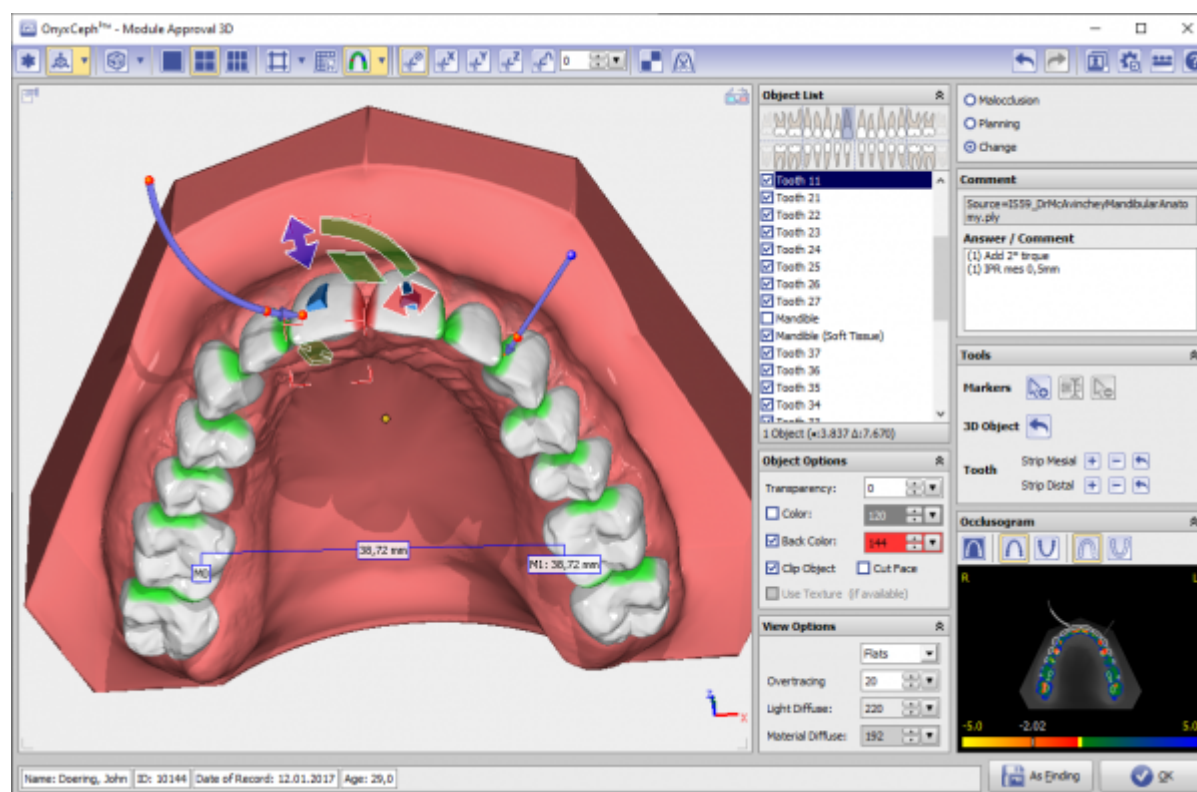 OnyxCeph³ᵀᴹ - Module Approval 3D
0
Object List
Tooth 11
Tooth 21
Tooth 22
Tooth 23
Tooth 24
Tooth 25
Tooth 26
Tooth 27
Mandible
Mandible (Soft Tissue)
Tooth 37
Tooth 36
Tooth 35
Tooth 34
Tooth 33
1 Object (•:3.837 Δ:7.670)
Object Options
Transparency: 0
Color: 120
Back Color: 144
Clip Object
Cut Face
Use Texture (if available)
View Options
Flats
Overtracing 20
Light Diffuse: 220
Material Diffuse: 192
Malocclusion
Planning
Change
Comment
Source=IS59_DrMcAvincheyMandibularAnato
my.ply
Answer / Comment
(1) Add 2° trque
(1) IPR mes 0,5mm
Tools
Markers
3D Object
Tooth
Strip Mesial
Strip Distal
Occlusogram
R
L
-5.0 -2.02 5.0
38,72 mm
M0
M1: 38,72 mm
z
x
Name: Doering, John ID: 10144 Date of Record: 12.01.2017 Age: 29,0
As Finding
OK